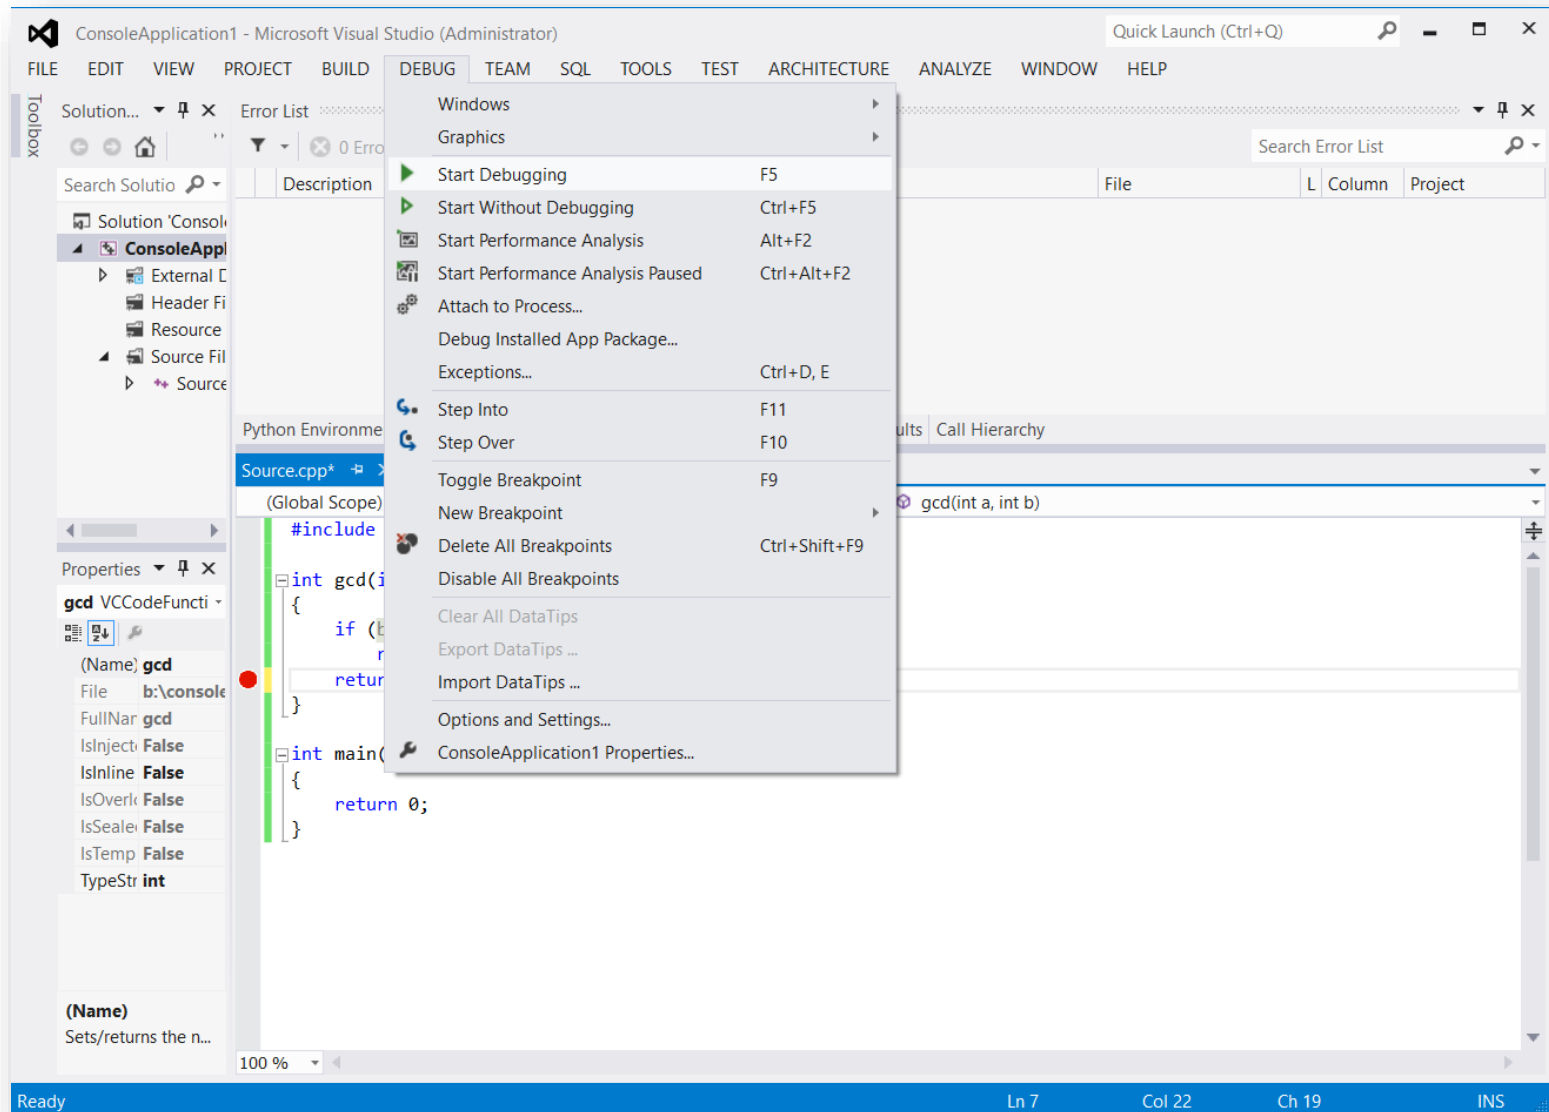 ConsoleApplication1 - Microsoft Visual Studio (Administrator)
Quick Launch (Ctrl+Q)
FILE EDIT VIEW PROJECT BUILD DEBUG TEAM SQL TOOLS TEST ARCHITECTURE ANALYZE WINDOW HELP
Toolbox
Solution...
Search Solutio
Solution 'Consol
ConsoleAppl
External D
Header Fi
Resource
Source Fil
Source
Properties
gcd VCCodeFuncti
(Name) gcd
File b:\console
FullNar gcd
IsInject False
IsInline False
IsOverl False
IsSeale False
IsTemp False
TypeStr int
(Name)
Sets/returns the n...
Error List
0 Erro
Search Error List
Description File L Column Project
Python Environme
ults Call Hierarchy
Windows
Graphics
Start Debugging F5
Start Without Debugging Ctrl+F5
Start Performance Analysis Alt+F2
Start Performance Analysis Paused Ctrl+Alt+F2
Attach to Process...
Debug Installed App Package...
Exceptions... Ctrl+D, E
Step Into F11
Step Over F10
Toggle Breakpoint F9
New Breakpoint
Delete All Breakpoints Ctrl+Shift+F9
Disable All Breakpoints
Clear All DataTips
Export DataTips ...
Import DataTips ...
Options and Settings...
ConsoleApplication1 Properties...
Source.cpp*
(Global Scope) gcd(int a, int b)
#include
int gcd(i
{
if (b
r
retur
}
int main(
{
return 0;
}
100 %
Ready Ln 7 Col 22 Ch 19 INS